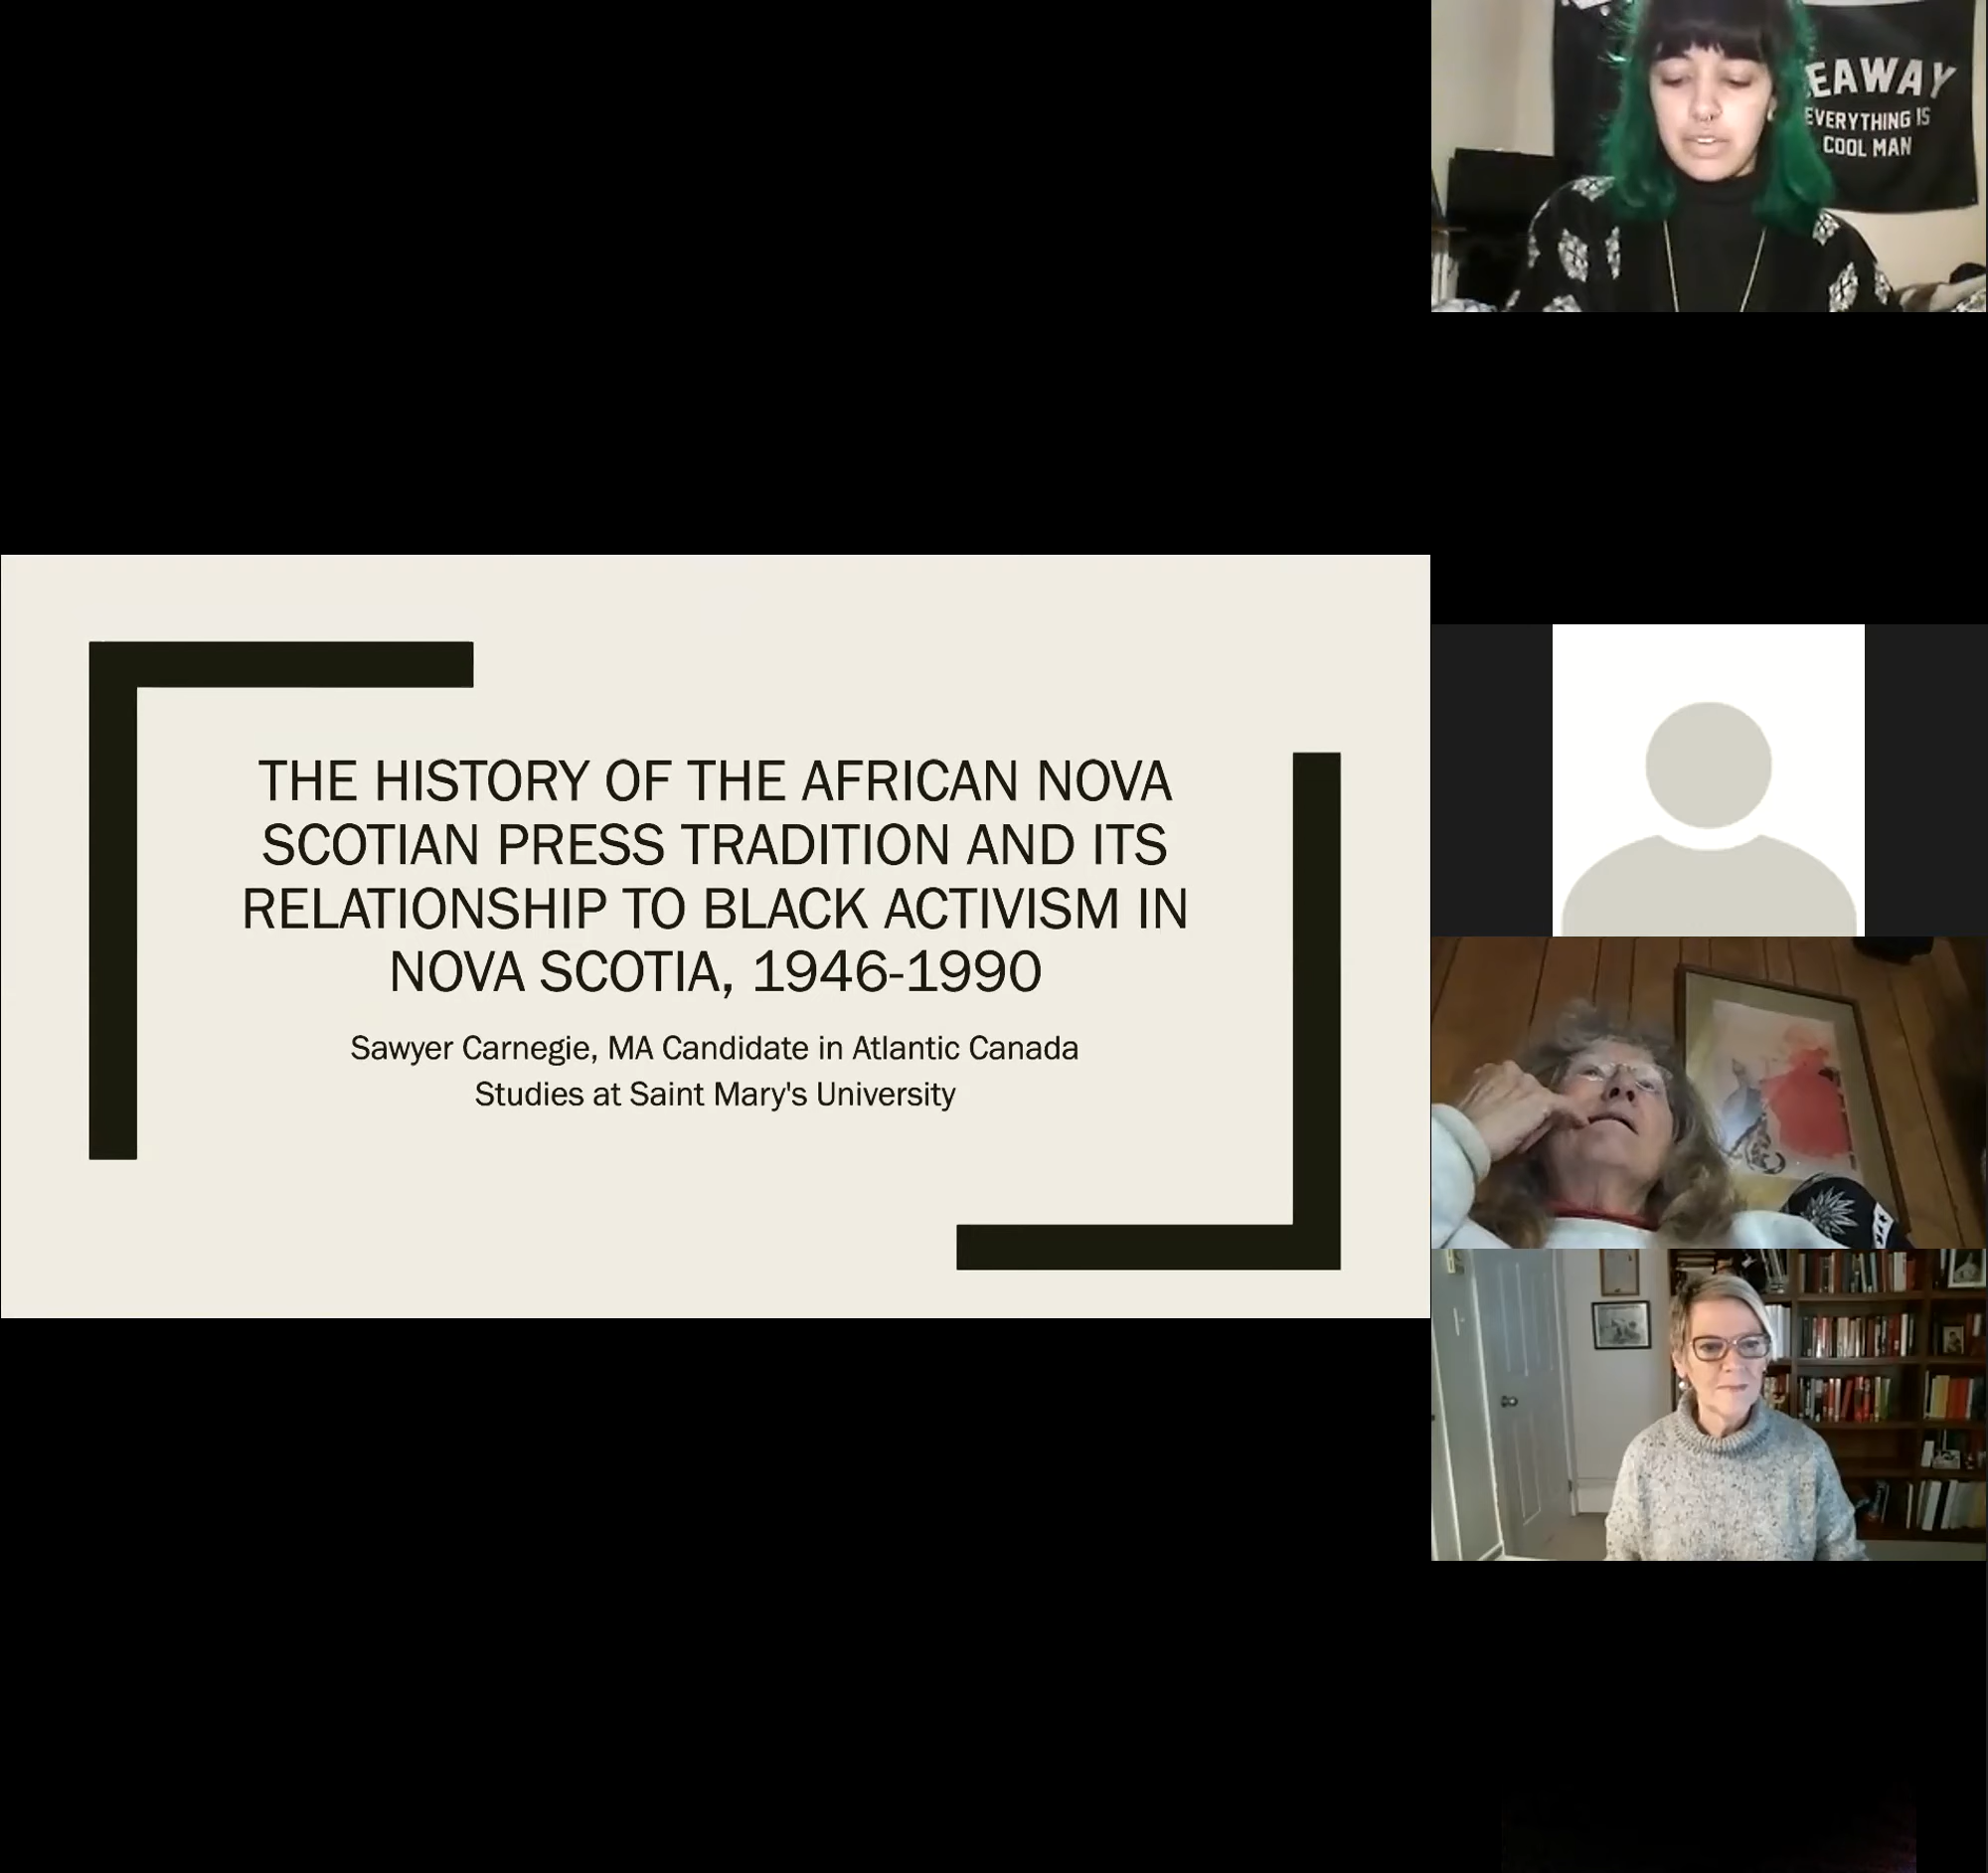 THE HISTORY OF THE AFRICAN NOVA
SCOTIAN PRESS TRADITION AND ITS
RELATIONSHIP TO BLACK ACTIVISM IN
NOVA SCOTIA, 1946-1990
Sawyer Carnegie, MA Candidate in Atlantic Canada
Studies at Saint Mary's University
EAWAY
EVERYTHING IS
COOL MAN